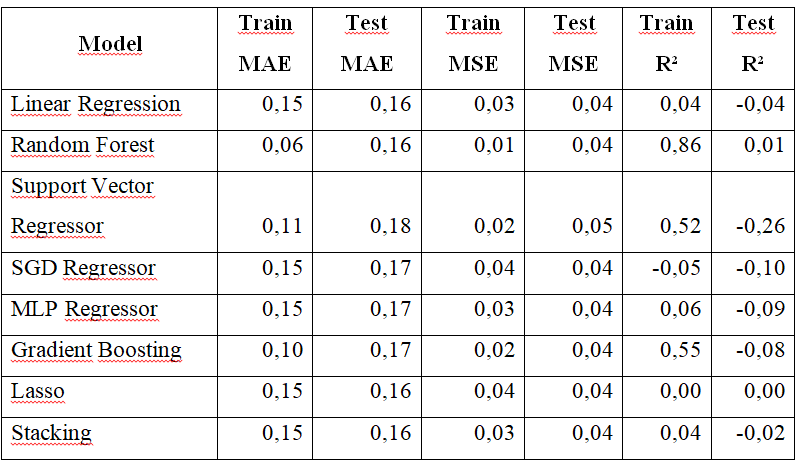 Model Train MAE Test MAE Train MSE Test MSE Train R² Test R²
Linear Regression 0,15 0,16 0,03 0,04 0,04 -0,04
Random Forest 0,06 0,16 0,01 0,04 0,86 0,01
Support Vector
Regressor 0,11 0,18 0,02 0,05 0,52 -0,26
SGD Regressor 0,15 0,17 0,04 0,04 -0,05 -0,10
MLP Regressor 0,15 0,17 0,03 0,04 0,06 -0,09
Gradient Boosting 0,10 0,17 0,02 0,04 0,55 -0,08
Lasso 0,15 0,16 0,04 0,04 0,00 0,00
Stacking 0,15 0,16 0,03 0,04 0,04 -0,02